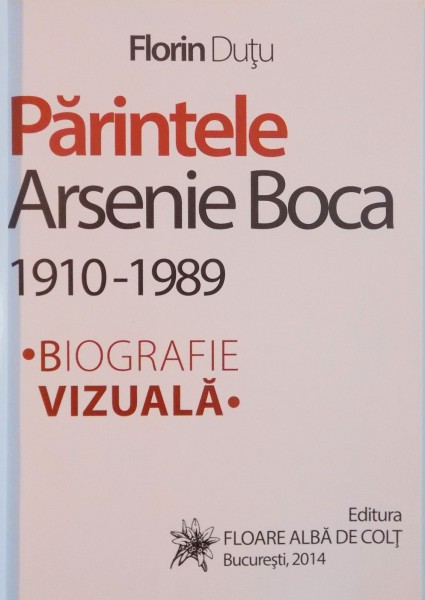 Florin Duțu
Părintele
Arsenie Boca
1910-1989
•BIOGRAFIE
VIZUALĂ•
Editura
FLOARE ALBĂ DE COLȚ
București, 2014